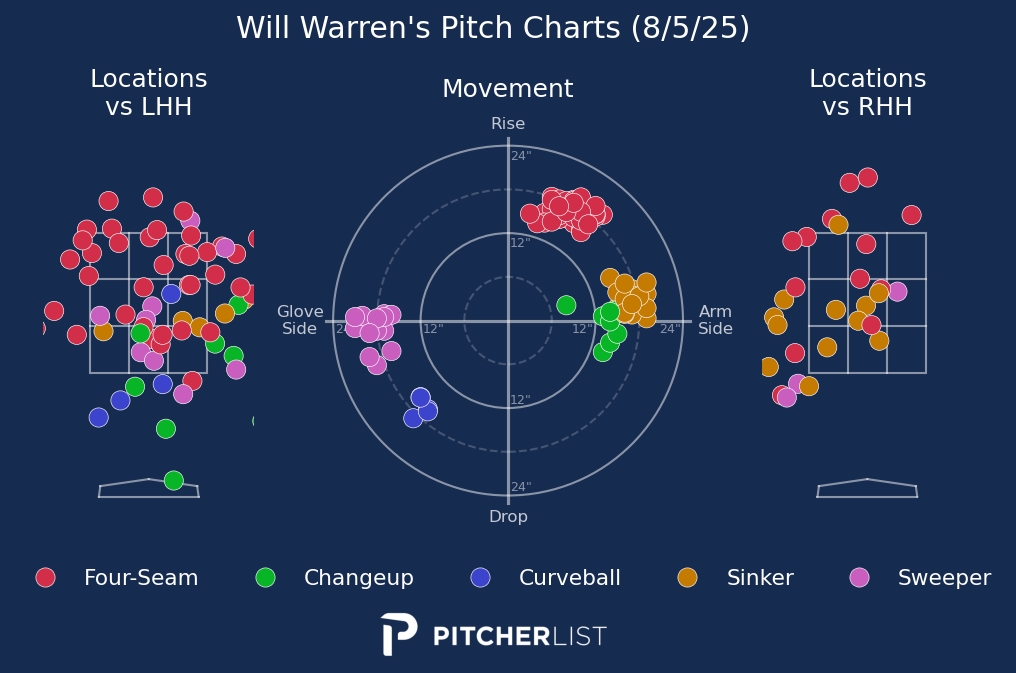 Will Warren's Pitch Charts (8/5/25)
Locations
vs LHH
Movement
Locations
vs RHH
Rise
24"
12"
Glove
Side
24"
12"
12"
24"
Arm
Side
12"
24"
Drop
Four-Seam
Changeup
Curveball
Sinker
Sweeper
PITCHERLIST